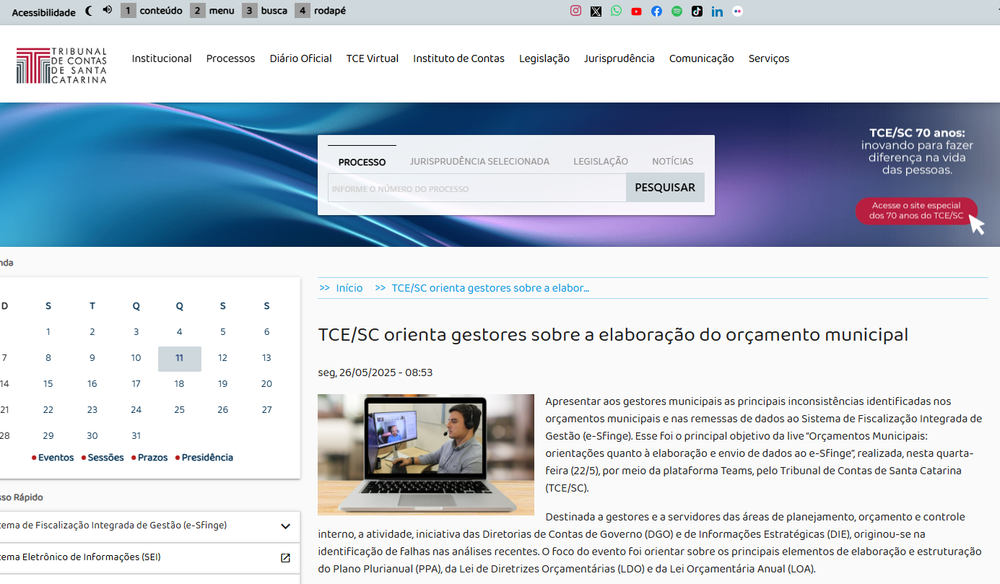 Acessibilidade 1 conteúdo 2 menu 3 busca 4 rodapé
TRIBUNAL
DE CONTAS
DE SANTA
CATARINA
Institucional Processos Diário Oficial TCE Virtual Instituto de Contas Legislação Jurisprudência Comunicação Serviços
PROCESSO JURISPRUDÊNCIA SELECIONADA LEGISLAÇÃO NOTÍCIAS
INFORME O NÚMERO DO PROCESSO PESQUISAR
TCE/SC 70 anos:
inovando para fazer
diferença na vida
das pessoas.
Acesse o site especial
dos 70 anos do TCE/SC
nda
D S T Q Q S S
1 2 3 4 5 6
7 8 9 10 11 12 13
14 15 16 17 18 19 20
21 22 23 24 25 26 27
28 29 30 31
Eventos Sessões Prazos Presidência
sso Rápido
tema de Fiscalização Integrada de Gestão (e-Sfinge)
tema Eletrônico de Informações (SEI)
>> Início >> TCE/SC orienta gestores sobre a elabor...
TCE/SC orienta gestores sobre a elaboração do orçamento municipal
seg, 26/05/2025 - 08:53
Apresentar aos gestores municipais as principais inconsistências identificadas nos
orçamentos municipais e nas remessas de dados ao Sistema de Fiscalização Integrada de
Gestão (e-Sfinge). Esse foi o principal objetivo da live “Orçamentos Municipais:
orientações quanto à elaboração e envio de dados ao e-Sfinge”, realizada, nesta quarta-
feira (22/5), por meio da plataforma Teams, pelo Tribunal de Contas de Santa Catarina
(TCE/SC).
Destinada a gestores e a servidores das áreas de planejamento, orçamento e controle
interno, a atividade, iniciativa das Diretorias de Contas de Governo (DGO) e de Informações Estratégicas (DIE), originou-se na
identificação de falhas nas análises recentes. O foco do evento foi orientar sobre os principais elementos de elaboração e estruturação
do Plano Plurianual (PPA), da Lei de Diretrizes Orçamentárias (LDO) e da Lei Orçamentária Anual (LOA).